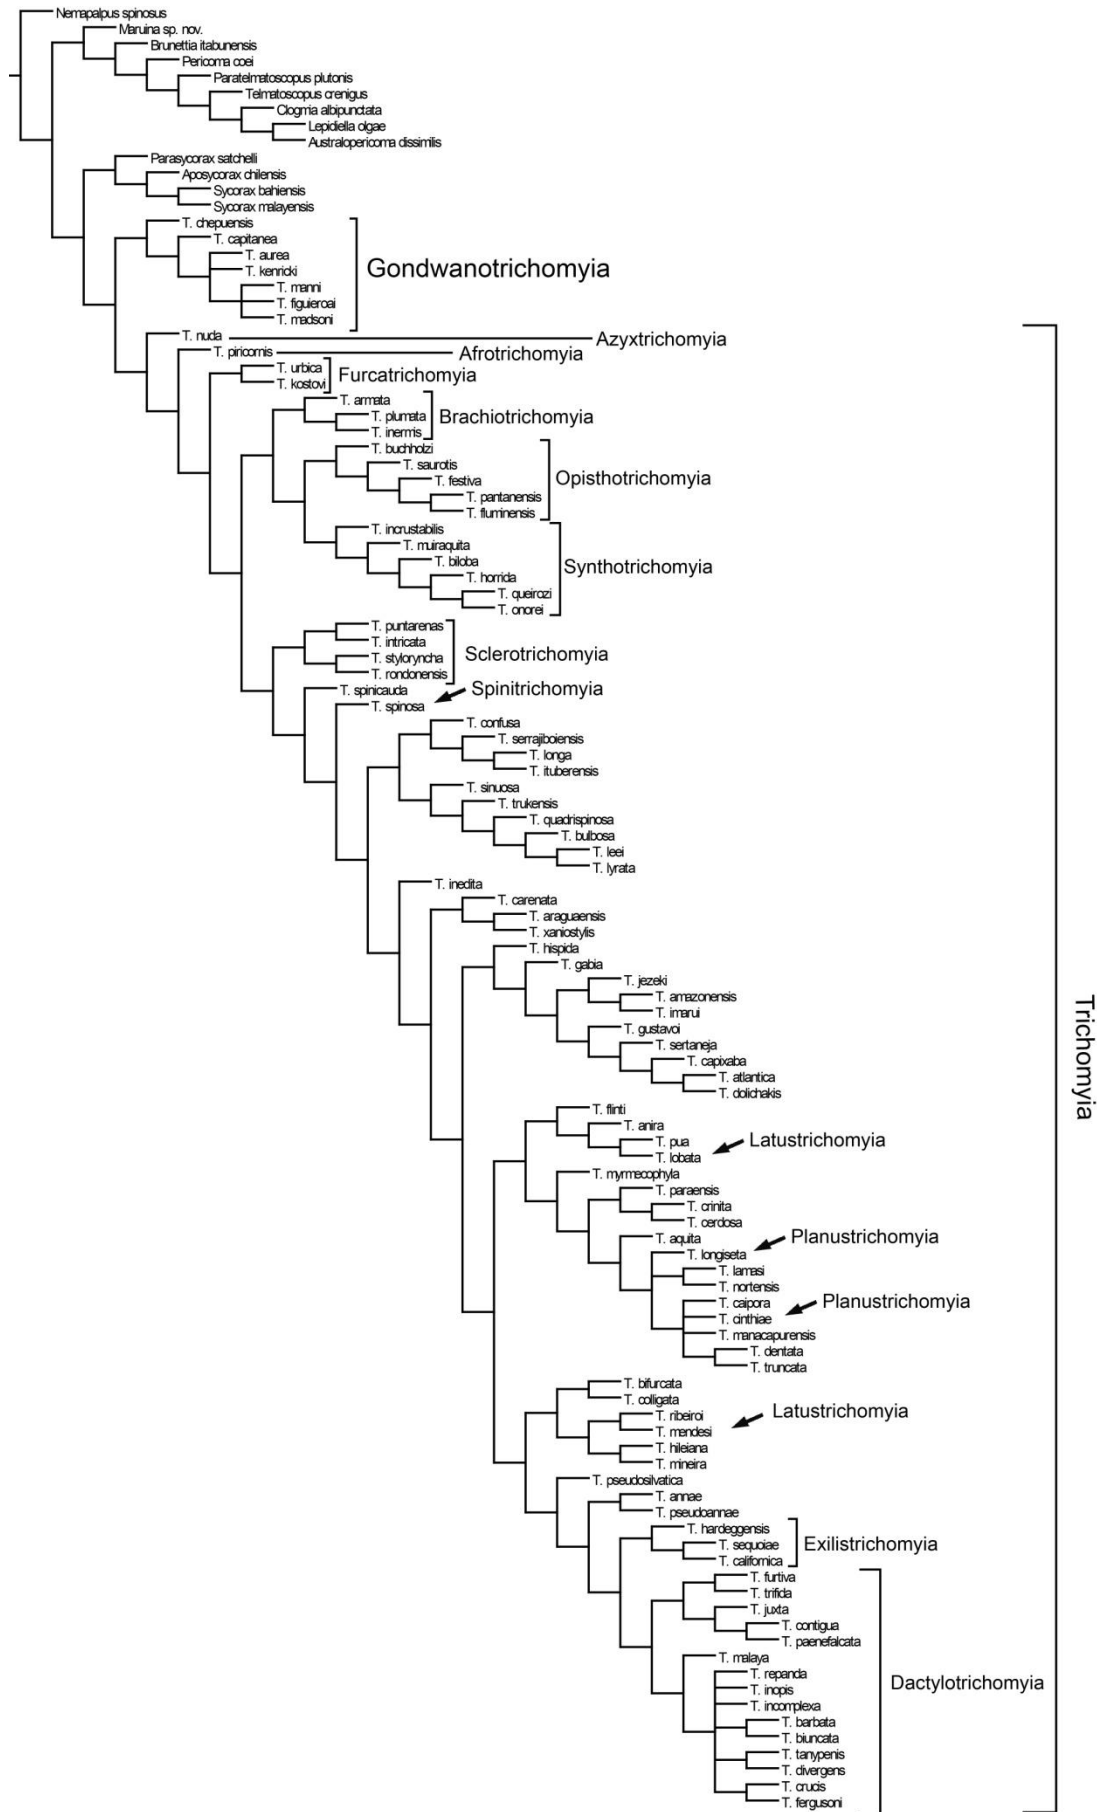 Nemapalpus spinosus
Maruina sp. nov.
Brunettia itabunensis
Pericoma coei
Paratelmatoscopus plutonis
Telmatoscopus crenigus
Clogmia albipunctata
Lepidiella olgae
Australopericoma dissimilis
Parasycorax satchelli
Aposycorax chilensis
Sycorax bahiensis
Sycorax malayensis
T. chepuensis
T. capitanea
T. aurea
T. kenricki
Gondwanotrichomyia
T. manni
T. figuieroai
T. madsoni
T. nuda
Azyxtrichomyia
T. piricornis
Afrotrichomyia
T. urbica
Furcatrichomyia
T. kostovi
T. armata
T. plumata
Brachiotrichomyia
T. inermis
T. buchholzi
T. saurotis
T. festiva
Opisthotrichomyia
T. pantanensis
T. fluminensis
T. incrustabilis
T. muiraquita
T. biloba
Synthotrichomyia
T. horrida
T. queirozi
T. onorei
T. puntarenas
T. intricata
Sclerotrichomyia
T. styloryncha
T. rondonensis
T. spinicauda
Spinitrichomyia
T. spinosa
T. confusa
T. serrajiboiensis
T. longa
T. ituberensis
T. sinuosa
T. trukensis
T. quadrispinosa
T. bulbosa
T. leei
T. lyrata
T. inedita
T. carenata
T. araguaensis
T. xaniostylis
T. hispida
T. gabia
T. jezeki
T. amazonensis
T. imarui
T. gustavoi
T. sertaneja
T. capixaba
T. atlantica
T. dolichakis
Trichomyia
T. flinti
T. anira
T. pua
Latustrichomyia
T. lobata
T. myrmecophyla
T. paraensis
T. crinita
T. cerdosa
T. aquita
Planustrichomyia
T. longiseta
T. lamasi
T. nortensis
T. caipora
Planustrichomyia
T. cinthiae
T. manacapurensis
T. dentata
T. truncata
T. bifurcata
T. colligata
T. ribeiroi
Latustrichomyia
T. mendesi
T. hileiana
T. mineira
T. pseudosilvatica
T. annae
T. pseudoannae
T. hardeggensis
T. sequoiae
Exilistrichomyia
T. californica
T. furtiva
T. trifida
T. juxta
T. contigua
T. paenefalcata
T. malaya
T. repanda
Dactylotrichomyia
T. inopis
T. incomplexa
T. barbata
T. biuncata
T. tanypenis
T. divergens
T. crucis
T. fergusoni